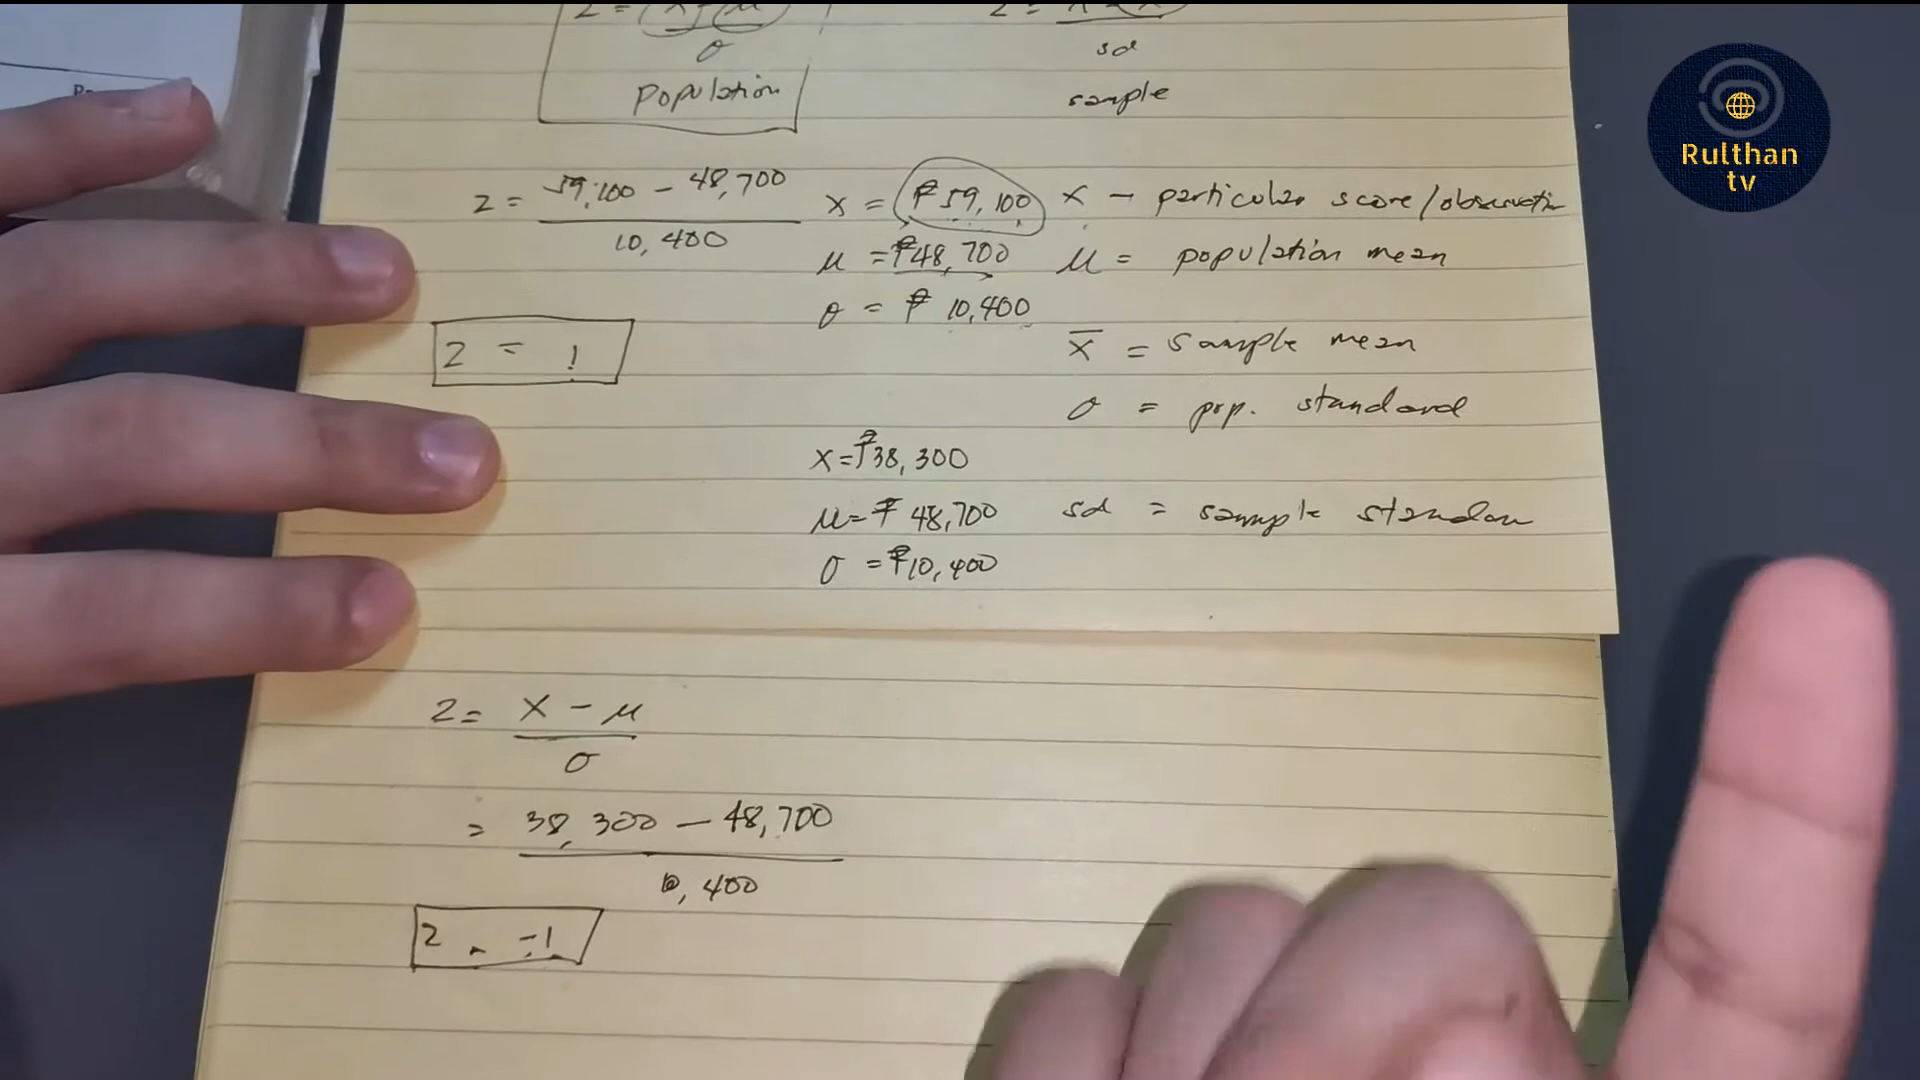 z = x - μ
σ
population
z = x - x̄
sd
sample
z = 59,100 - 48,700
10,400
z = 1
x = ₱59,100
μ = ₱48,700
σ = ₱ 10,400
x - particular score/observation
μ = population mean
x̄ = sample mean
σ = pop. standard
x = ₱38,300
μ = ₱ 48,700
σ = ₱10,400
sd = sample standard
z = x - μ
σ
= 38,300 - 48,700
10,400
z = -1
Rulthan
tv